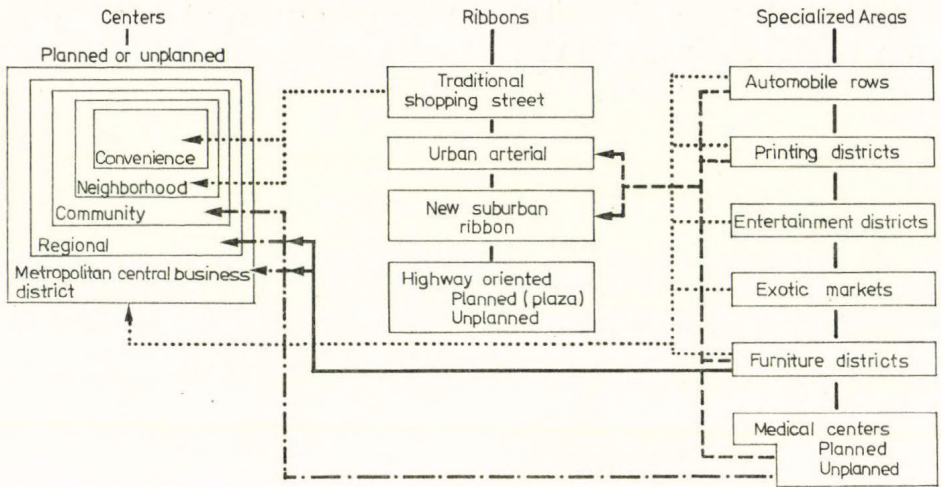 Centers
Planned or unplanned
Convenience
Neighborhood
Community
Regional
Metropolitan central business
district
Ribbons
Traditional
shopping street
Urban arterial
New suburban
ribbon
Highway oriented
Planned (plaza)
Unplanned
Specialized Areas
Automobile rows
Printing districts
Entertainment districts
Exotic markets
Furniture districts
Medical centers
Planned
Unplanned